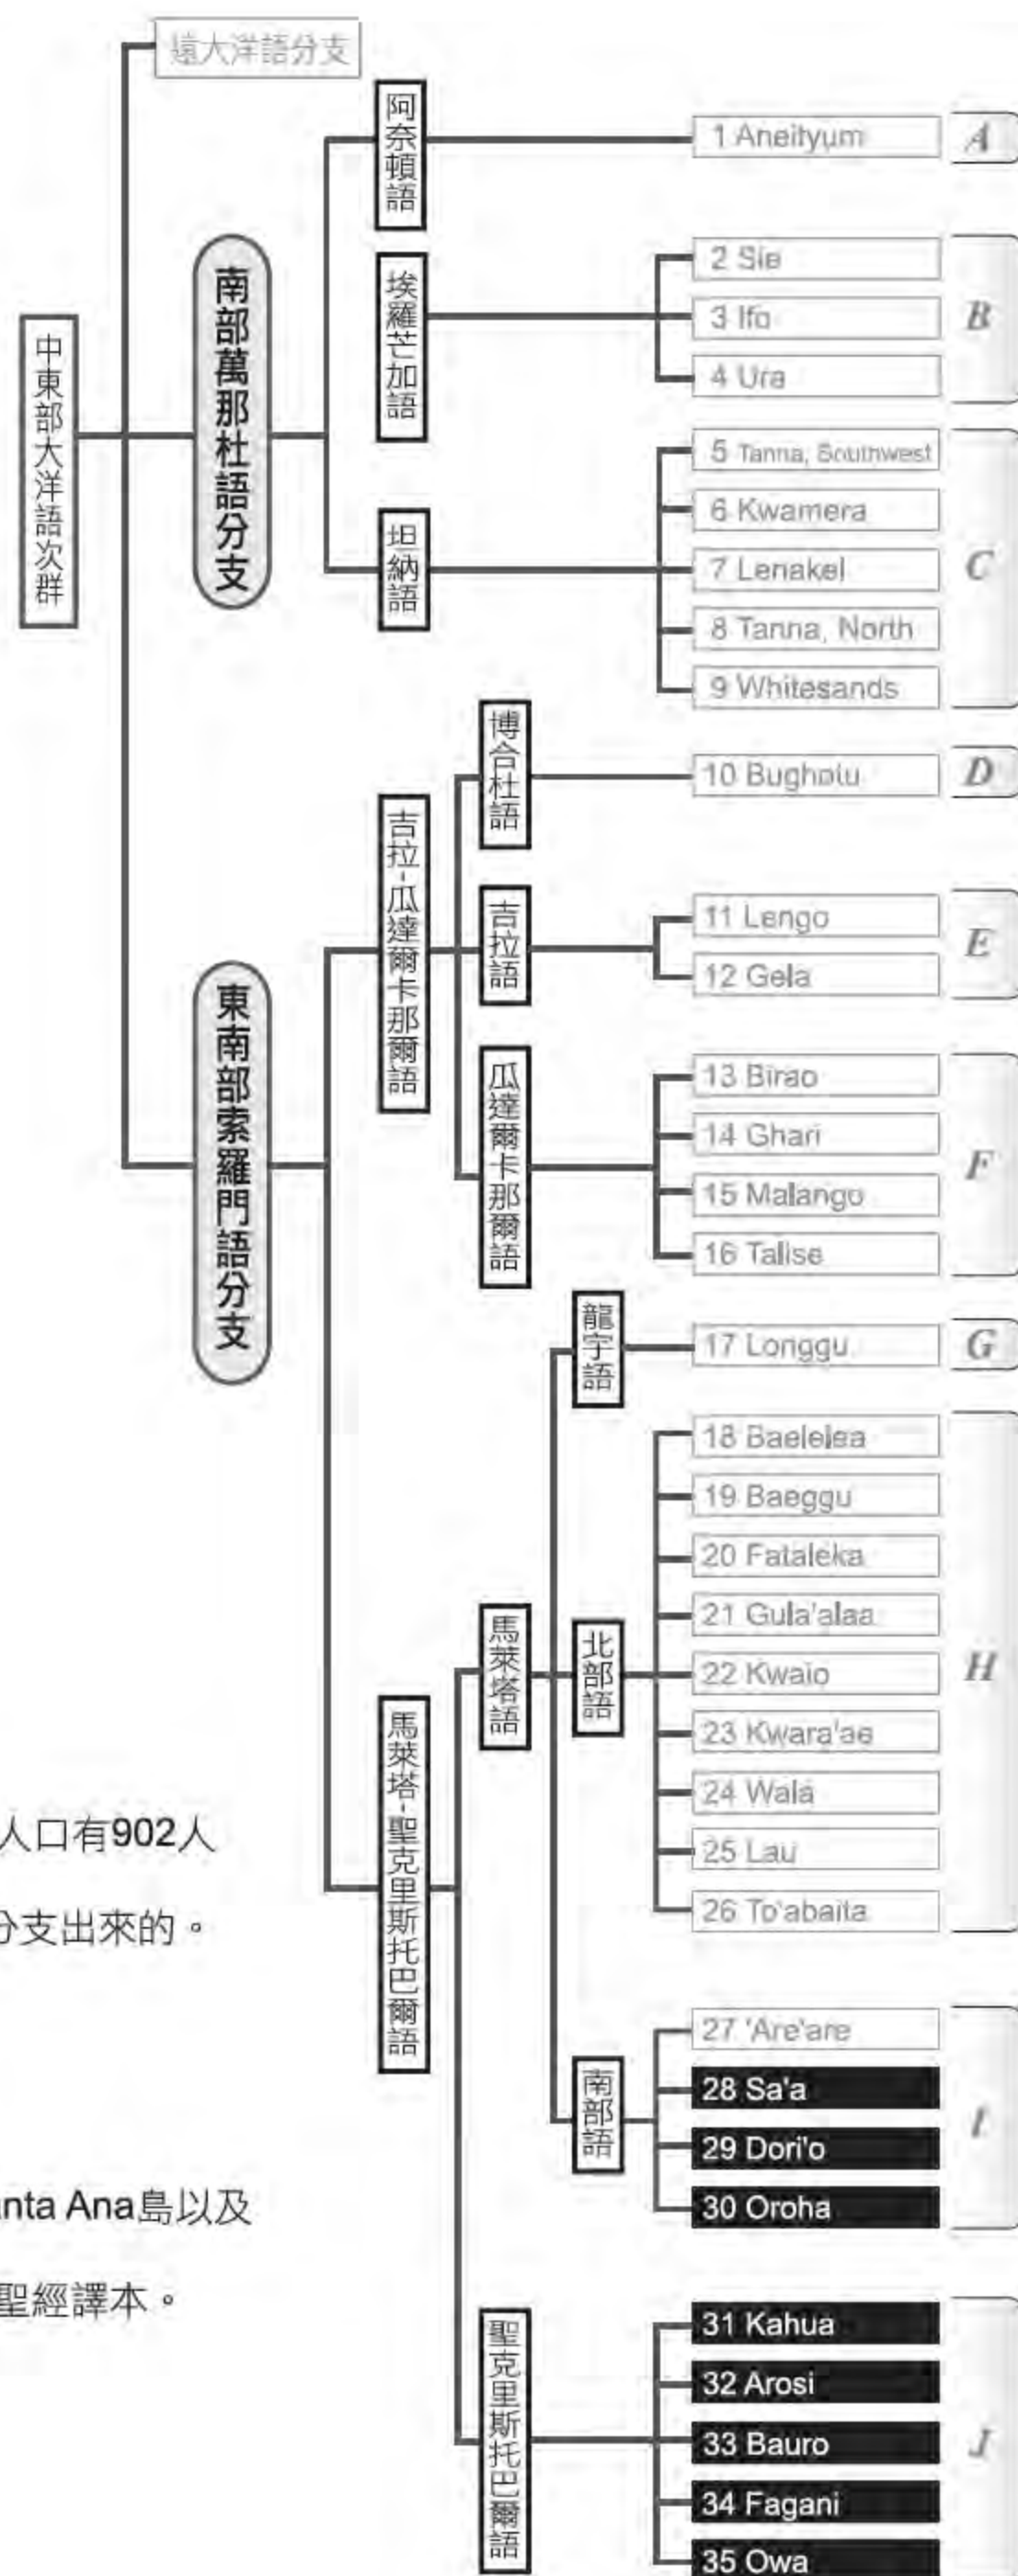 遠大洋語分支
中東部大洋語次群
南部萬那杜語分支
阿奈頓語
1 Aneityum
A
埃羅芒加語
2 Sie
3 Ifo
4 Ura
B
坦納語
5 Tanna, Southwest
6 Kwamera
7 Lenakel
8 Tanna, North
9 Whitesands
C
東南部索羅門語分支
吉拉-瓜達爾卡那爾語
博合杜語
10 Bughotu
D
吉拉語
11 Lengo
12 Gela
E
瓜達爾卡那爾語
13 Birao
14 Ghari
15 Malango
16 Talise
F
馬萊塔-聖克里斯托巴爾語
馬萊塔語
龍宇語
17 Longgu
G
北部語
18 Baelelea
19 Baeggu
20 Fataleka
21 Gula'alaa
22 Kwaio
23 Kwara'ae
24 Wala
25 Lau
26 To'abaita
H
南部語
27 'Are'are
28 Sa'a
29 Dori'o
30 Oroha
I
聖克里斯托巴爾語
31 Kahua
32 Arosi
33 Bauro
34 Fagani
35 Owa
J
人口有902人
分支出來的。
nta Ana島以及
聖經譯本。